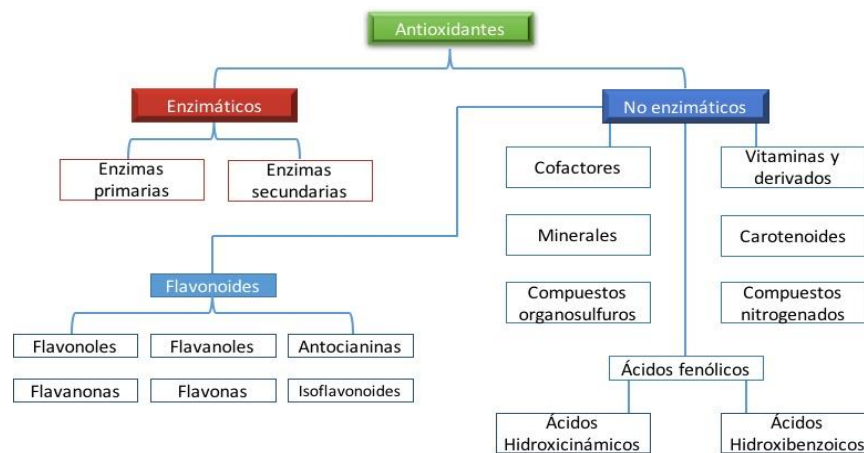 Antioxidantes
Enzimáticos
No enzimáticos
Enzimas
primarias
Enzimas
secundarias
Cofactores
Vitaminas y
derivados
Minerales
Carotenoides
Compuestos
organosulfuros
Compuestos
nitrogenados
Flavonoides
Flavonoles
Flavanoles
Antocianinas
Flavanonas
Flavonas
Isoflavonoides
Ácidos fenólicos
Ácidos
Hidroxicinámicos
Ácidos
Hidroxibenzoicos